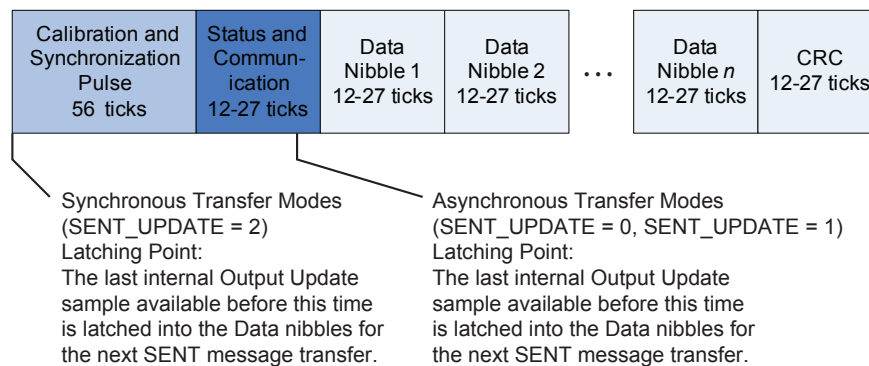 Calibration and
Synchronization
Pulse
56 ticks
Status and
Commun-
ication
12-27 ticks
Data
Nibble 1
12-27 ticks
Data
Nibble 2
12-27 ticks
...
Data
Nibble n
12-27 ticks
CRC
12-27 ticks
Synchronous Transfer Modes
(SENT_UPDATE = 2)
Latching Point:
The last internal Output Update
sample available before this time
is latched into the Data nibbles for
the next SENT message transfer.
Asynchronous Transfer Modes
(SENT_UPDATE = 0, SENT_UPDATE = 1)
Latching Point:
The last internal Output Update
sample available before this time
is latched into the Data nibbles for
the next SENT message transfer.